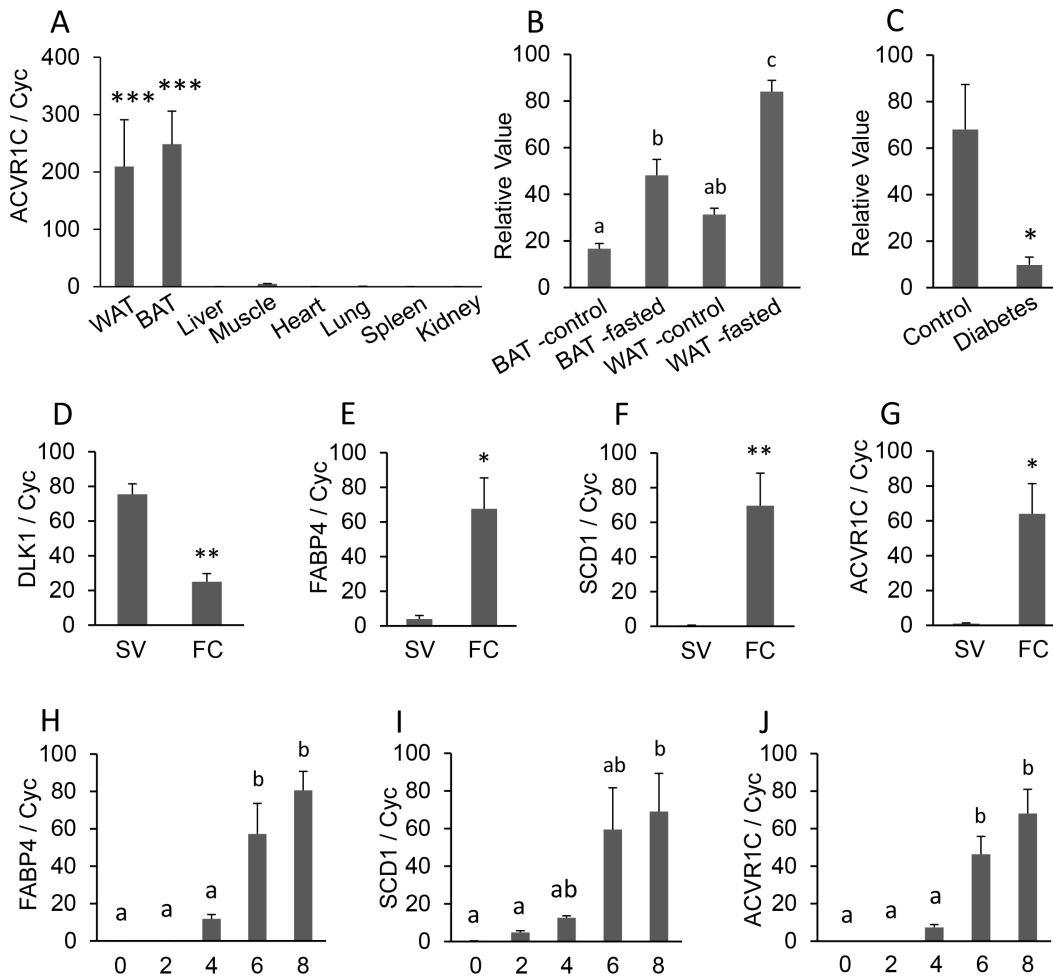 A
ACVR1C / Cyc
400
300
200
100
0
*** ***
WAT BAT Liver Muscle Heart Lung Spleen Kidney
B
Relative Value
100
80
60
40
20
0
a b ab c
BAT -control BAT -fasted WAT -control WAT -fasted
C
Relative Value
100
80
60
40
20
0
*
Control Diabetes
D
DLK1 / Cyc
100
80
60
40
20
0
**
SV FC
E
FABP4 / Cyc
100
80
60
40
20
0
*
SV FC
F
SCD1 / Cyc
100
80
60
40
20
0
**
SV FC
G
ACVR1C / Cyc
100
80
60
40
20
0
*
SV FC
H
FABP4 / Cyc
100
80
60
40
20
0
a a a b b
0 2 4 6 8
I
SCD1 / Cyc
100
80
60
40
20
0
a a ab ab b
0 2 4 6 8
J
ACVR1C / Cyc
100
80
60
40
20
0
a a a b b
0 2 4 6 8